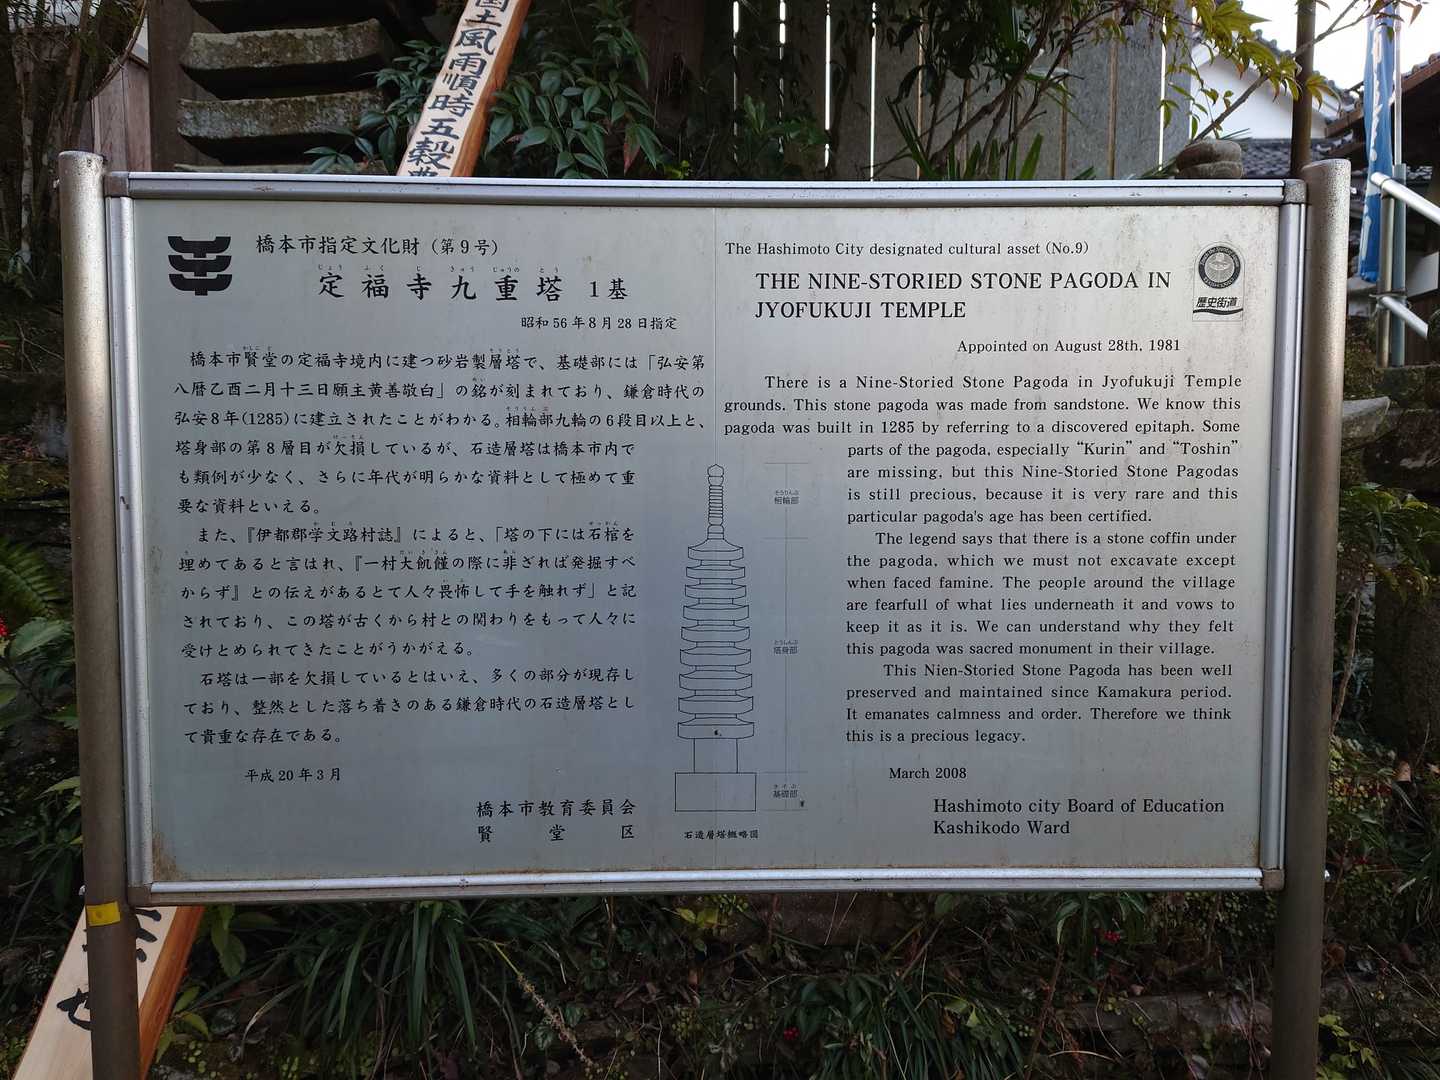 国土風雨順時五穀
橋本市指定文化財（第9号）
じょう ふく じ きゅう じゅうの とう
定福寺九重塔 1基
昭和56年8月28日指定
橋本市賢堂の定福寺境内に建つ砂岩製層塔で、基礎部には「弘安第
八暦乙酉二月十三日願主黄善敬白」の銘が刻まれており、鎌倉時代の
弘安8年(1285)に建立されたことがわかる。相輪部九輪の6段目以上と、
塔身部の第8層目が欠損しているが、石造層塔は橋本市内で
も類例が少なく、さらに年代が明らかな資料として極めて重
要な資料といえる。
また、『伊都郡学文路村誌』によると、「塔の下には石棺を
埋めてあると言はれ、『一村大飢饉の際に非ざれば発掘すべ
からず』との伝えがあるとて人々畏怖して手を触れず」と記
されており、この塔が古くから村との関わりをもって人々に
受けとめられてきたことがうかがえる。
石塔は一部を欠損しているとはいえ、多くの部分が現存し
ており、整然とした落ち着きのある鎌倉時代の石造層塔とし
て貴重な存在である。
平成20年3月
橋本市教育委員会
賢堂区
そうりんぶ
相輪部
とうしんぶ
塔身部
きそぶ
基礎部
石造層塔概略図
The Hashimoto City designated cultural asset (No.9)
THE NINE-STORIED STONE PAGODA IN
JYOFUKUJI TEMPLE
歴史街道
Appointed on August 28th, 1981
There is a Nine-Storied Stone Pagoda in Jyofukuji Temple
grounds. This stone pagoda was made from sandstone. We know this
pagoda was built in 1285 by referring to a discovered epitaph. Some
parts of the pagoda, especially “Kurin” and “Toshin”
are missing, but this Nine-Storied Stone Pagodas
is still precious, because it is very rare and this
particular pagoda's age has been certified.
The legend says that there is a stone coffin under
the pagoda, which we must not excavate except
when faced famine. The people around the village
are fearfull of what lies underneath it and vows to
keep it as it is. We can understand why they felt
this pagoda was sacred monument in their village.
This Nien-Storied Stone Pagoda has been well
preserved and maintained since Kamakura period.
It emanates calmness and order. Therefore we think
this is a precious legacy.
March 2008
Hashimoto city Board of Education
Kashikodo Ward